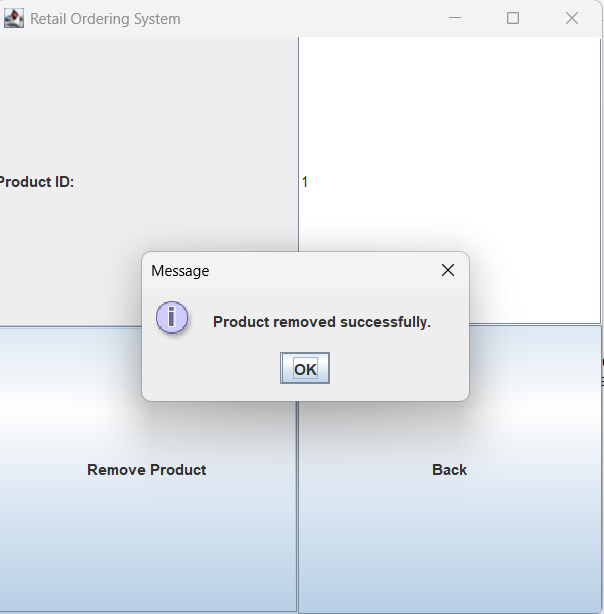 Retail Ordering System
Product ID:
1
Message
i
Product removed successfully.
OK
Remove Product
Back